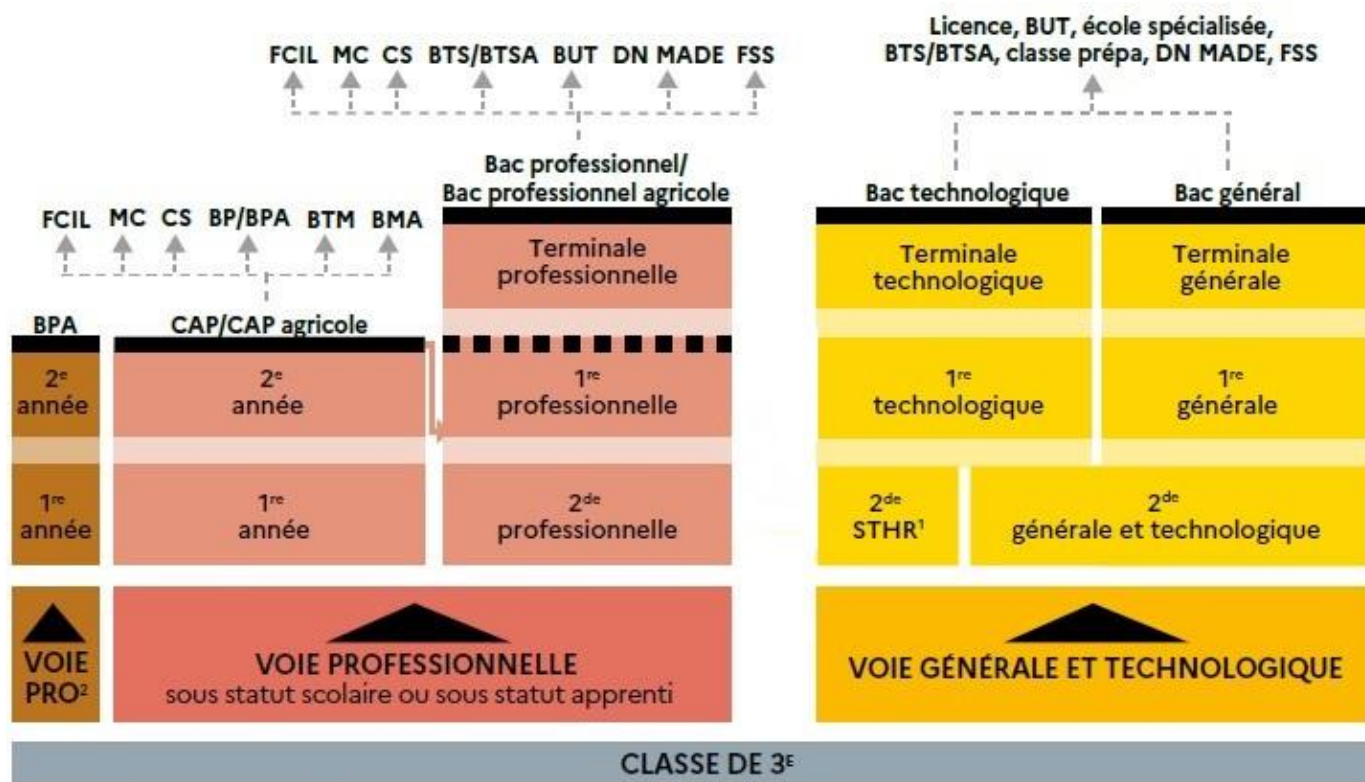 Licence, BUT, école spécialisée,
BTS/BTSA, classe prépa, DN MADE, FSS
FCIL MC CS BTS/BTSA BUT DN MADE FSS
Bac professionnel/
Bac professionnel agricole
Bac technologique
Bac général
FCIL MC CS BP/BPA BTM BMA
Terminale
professionnelle
Terminale
technologique
Terminale
générale
BPA
CAP/CAP agricole
2e
année
2e
année
1re
professionnelle
1re
technologique
1re
générale
1re
année
1re
année
2de
professionnelle
2de
STHR1
2de
générale et technologique
VOIE
PRO2
VOIE PROFESSIONNELLE
sous statut scolaire ou sous statut apprenti
VOIE GÉNÉRALE ET TECHNOLOGIQUE
CLASSE DE 3E